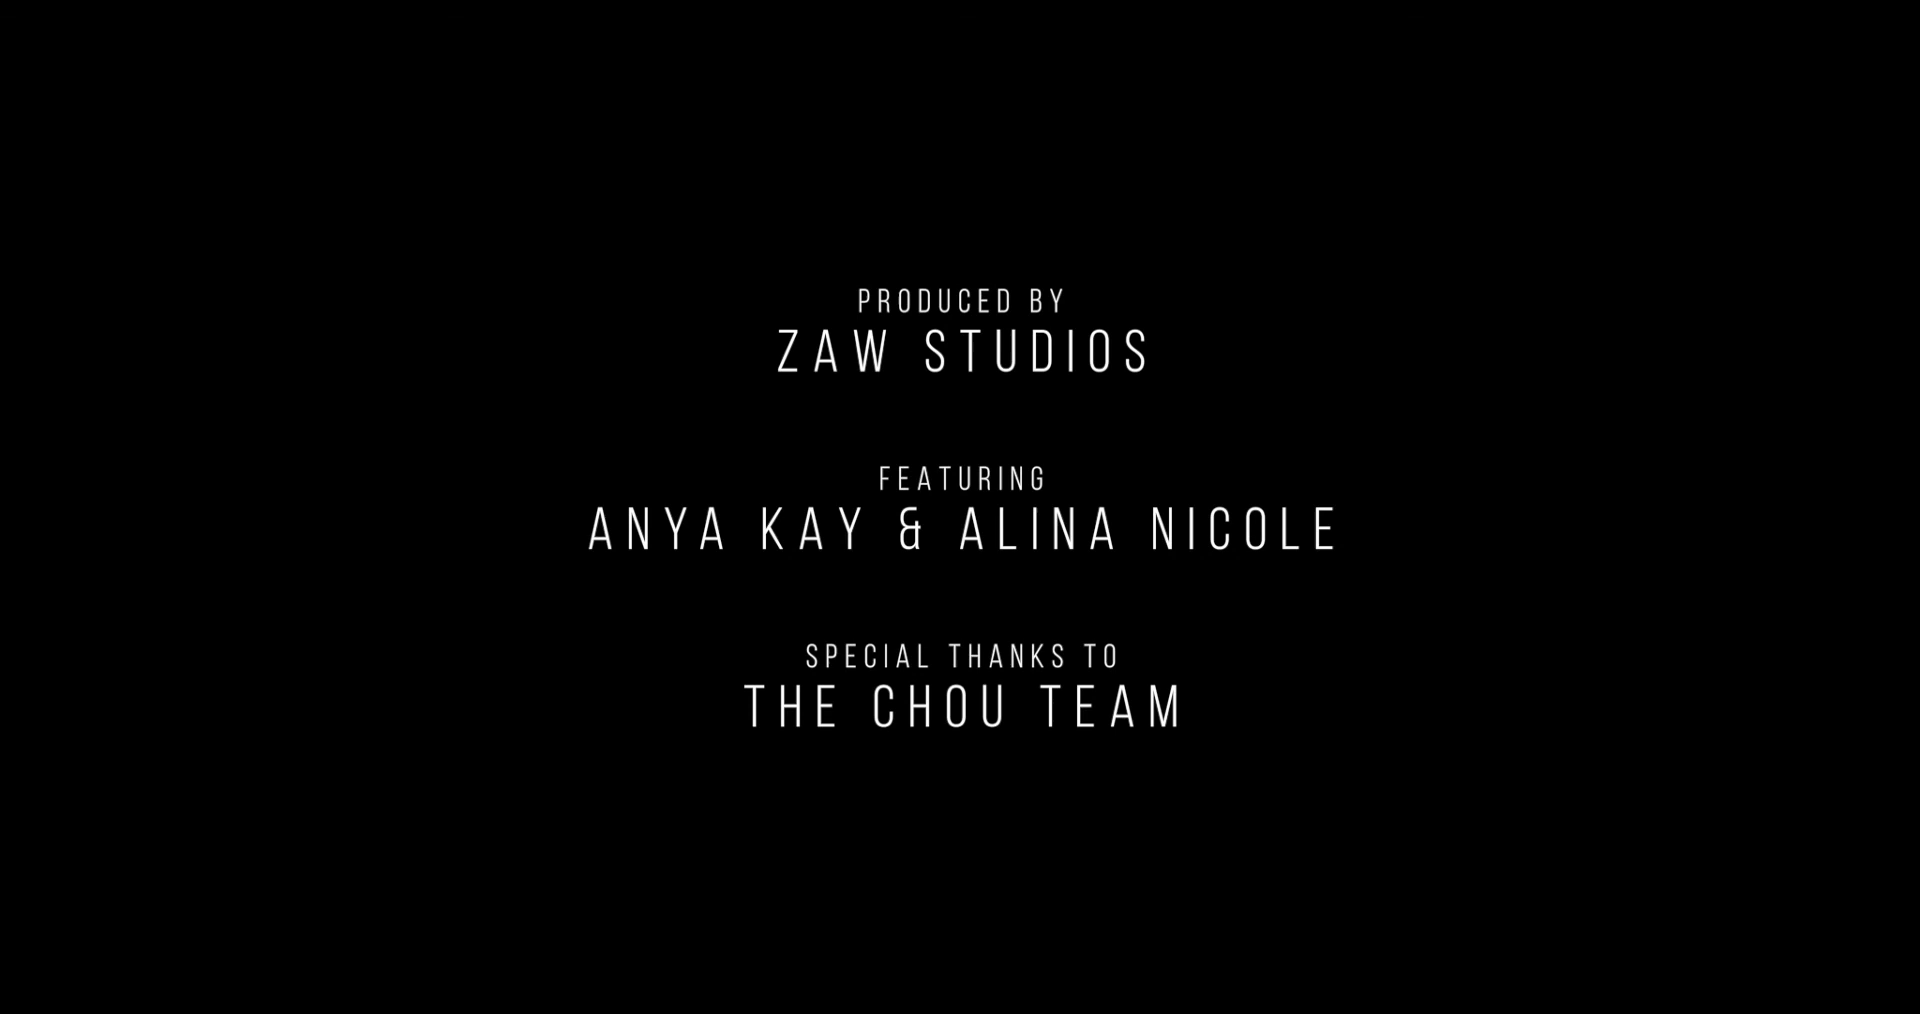 PRODUCED BY
ZAW STUDIOS
FEATURING
ANYA KAY & ALINA NICOLE
SPECIAL THANKS TO
THE CHOU TEAM